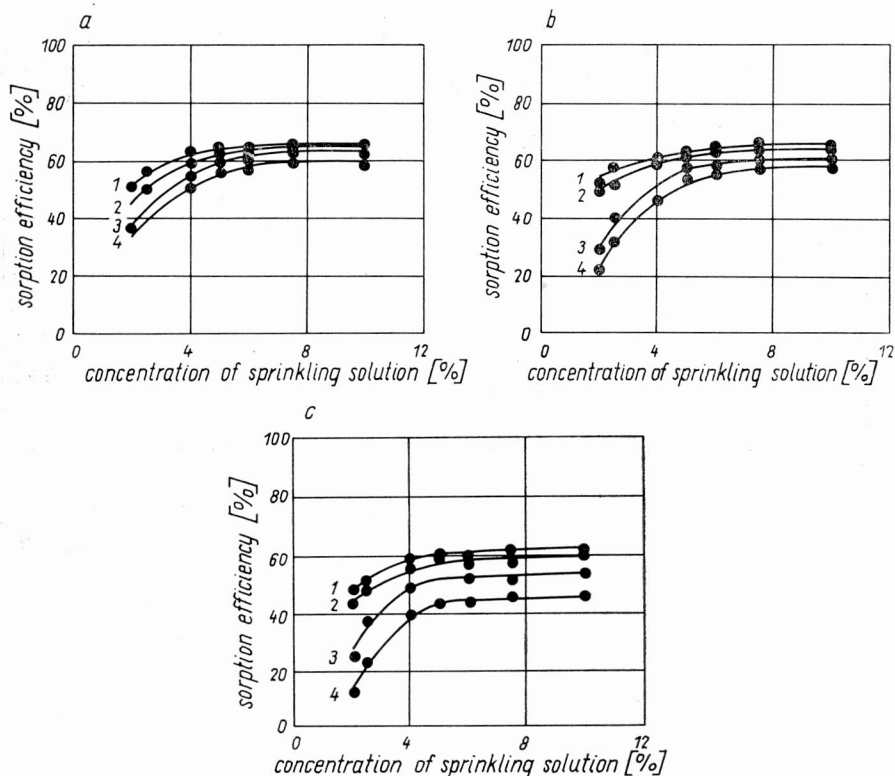 a
100
80
60
40
20
0
sorption efficiency [%]
1
2
3
4
0 4 8 12
concentration of sprinkling solution [%]
b
100
80
60
40
20
0
sorption efficiency [%]
1
2
3
4
0 4 8 12
concentration of sprinkling solution [%]
c
100
80
60
40
20
0
sorption efficiency [%]
1
2
3
4
0 4 8 12
concentration of sprinkling solution [%]